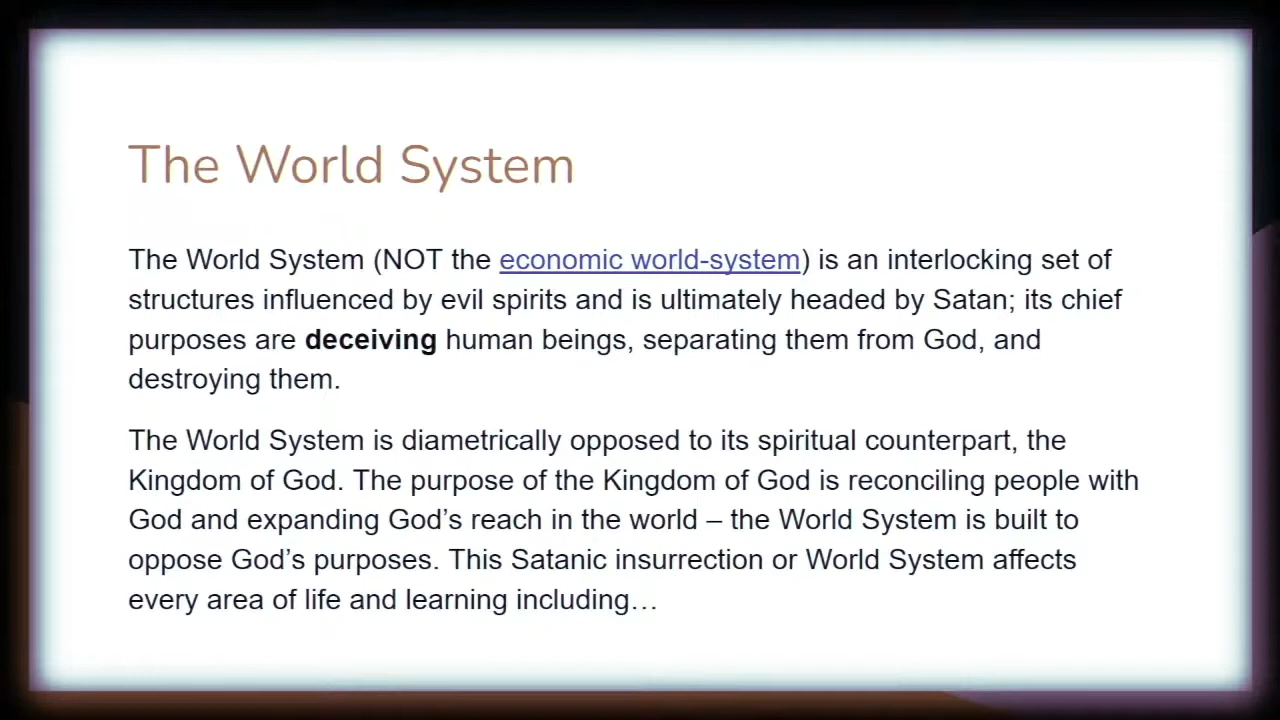 The World System
The World System (NOT the economic world-system) is an interlocking set of
structures influenced by evil spirits and is ultimately headed by Satan; its chief
purposes are deceiving human beings, separating them from God, and
destroying them.
The World System is diametrically opposed to its spiritual counterpart, the
Kingdom of God. The purpose of the Kingdom of God is reconciling people with
God and expanding God’s reach in the world – the World System is built to
oppose God’s purposes. This Satanic insurrection or World System affects
every area of life and learning including…